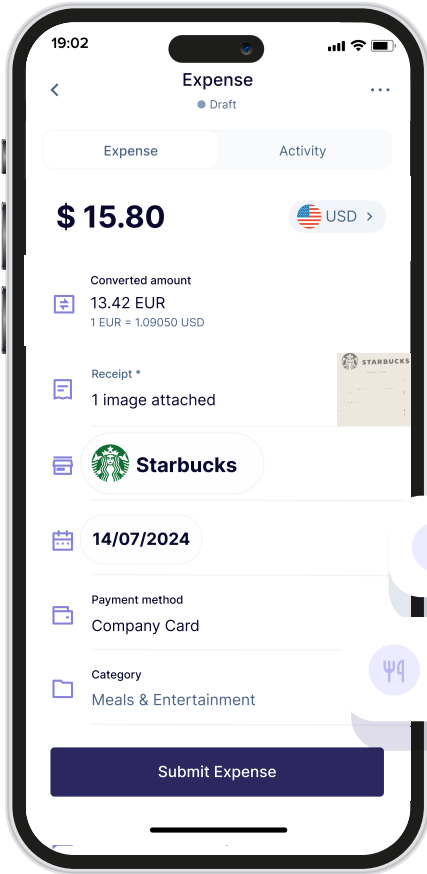 19:02
Expense
Draft
Expense
Activity
$ 15.80
USD
Converted amount
13.42 EUR
1 EUR = 1.09050 USD
Receipt *
1 image attached
STARBUCKS
Starbucks
14/07/2024
Payment method
Company Card
Category
Meals & Entertainment
Submit Expense